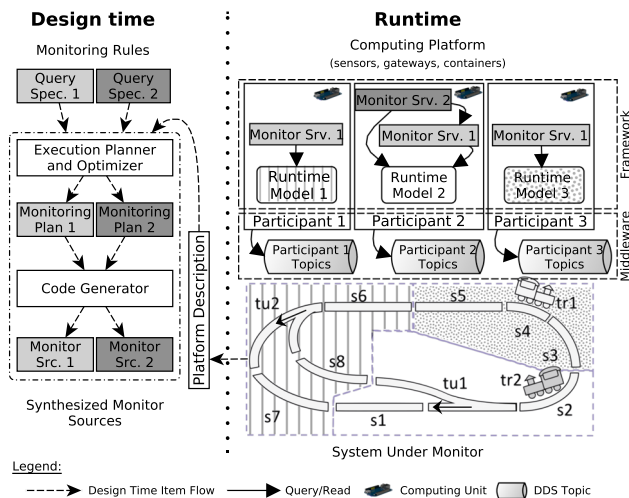 Design time
Monitoring Rules
Query
Spec. 1
Query
Spec. 2
Execution Planner
and Optimizer
Monitoring
Plan 1
Monitoring
Plan 2
Code Generator
Monitor
Src. 1
Monitor
Src. 2
Synthesized Monitor
Sources
Platform Description
Runtime
Computing Platform
(sensors, gateways, containers)
Monitor Srv. 1
Monitor Srv. 2
Monitor Srv. 1
Monitor Srv. 1
Runtime
Model 1
Runtime
Model 2
Runtime
Model 3
Framework
Participant 1
Participant 2
Participant 3
Participant 1
Topics
Participant 2
Topics
Participant 3
Topics
Middleware
tu2
s6
s5
tr1
s4
s3
s8
tu1
tr2
s7
s1
s2
System Under Monitor
Legend:
Design Time Item Flow
Query/Read
Computing Unit
DDS Topic